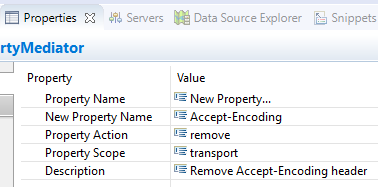 Properties Servers Data Source Explorer Snippets
rtyMediator
Property Value
Property Name New Property...
New Property Name Accept-Encoding
Property Action remove
Property Scope transport
Description Remove Accept-Encoding header